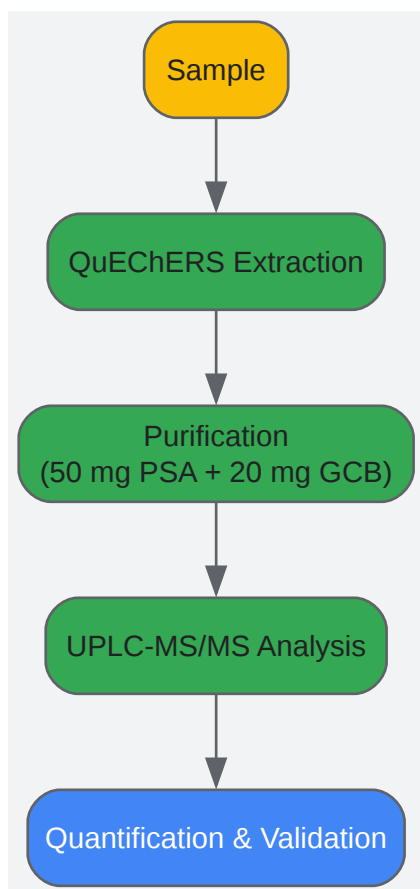 Sample
QuEChERS Extraction
Purification
(50 mg PSA + 20 mg GCB)
UPLC-MS/MS Analysis
Quantification & Validation